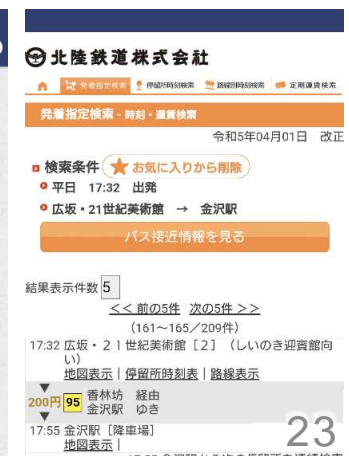 北陸鉄道株式会社
発着指定検索 停留所時刻検索 路線別時刻検索 定期運賃検索
発着指定検索 - 時刻・運賃検索
令和5年04月01日 改正
検索条件 お気に入りから削除
平日 17:32 出発
広坂・21世紀美術館 → 金沢駅
バス接近情報を見る
結果表示件数 5
<< 前の5件 次の5件 >>
(161～165／209件)
17:32 広坂・２１世紀美術館［2］（しいのき迎賓館向
い）
地図表示 | 停留所時刻表 | 路線表示
▼
200円 95 香林坊 経由
金沢駅 ゆき
▼
17:55 金沢駅［降車場］
地図表示 |
23